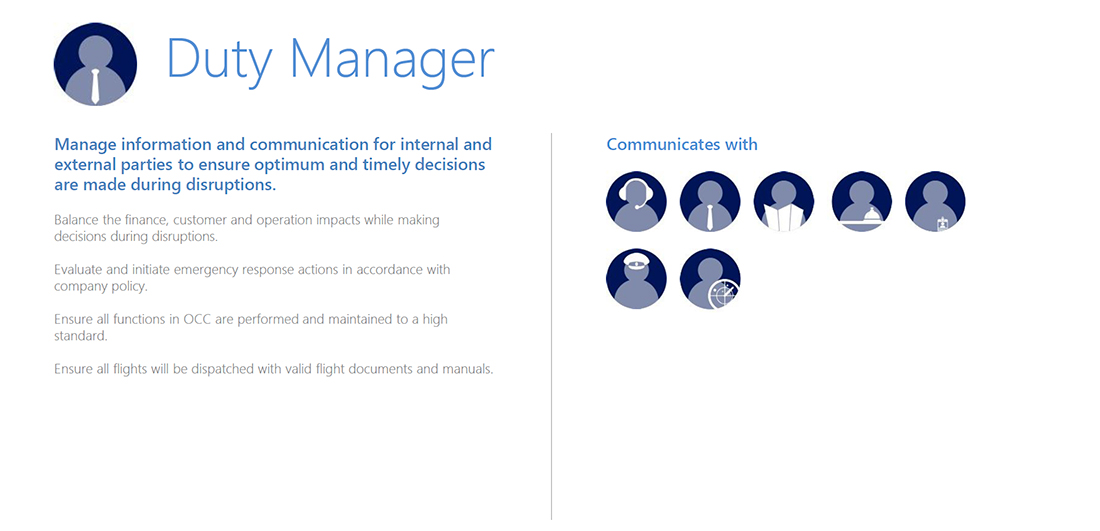 Duty Manager
Manage information and communication for internal and
external parties to ensure optimum and timely decisions
are made during disruptions.
Balance the finance, customer and operation impacts while making
decisions during disruptions.
Evaluate and initiate emergency response actions in accordance with
company policy.
Ensure all functions in OCC are performed and maintained to a high
standard.
Ensure all flights will be dispatched with valid flight documents and manuals.
Communicates with